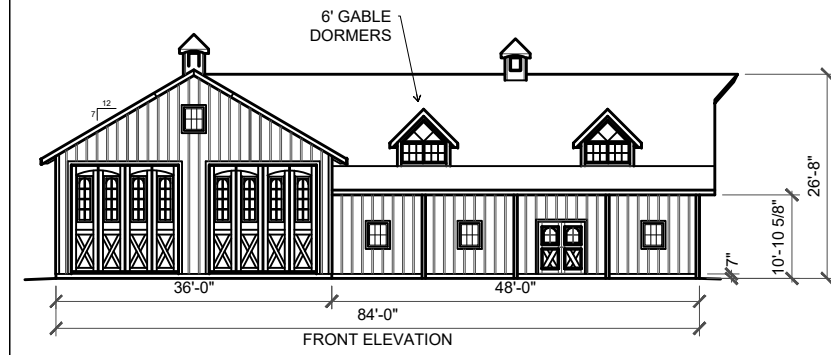 6' GABLE
DORMERS
12
7
26'-8"
10'-10 5/8"
7"
36'-0"
48'-0"
84'-0"
FRONT ELEVATION